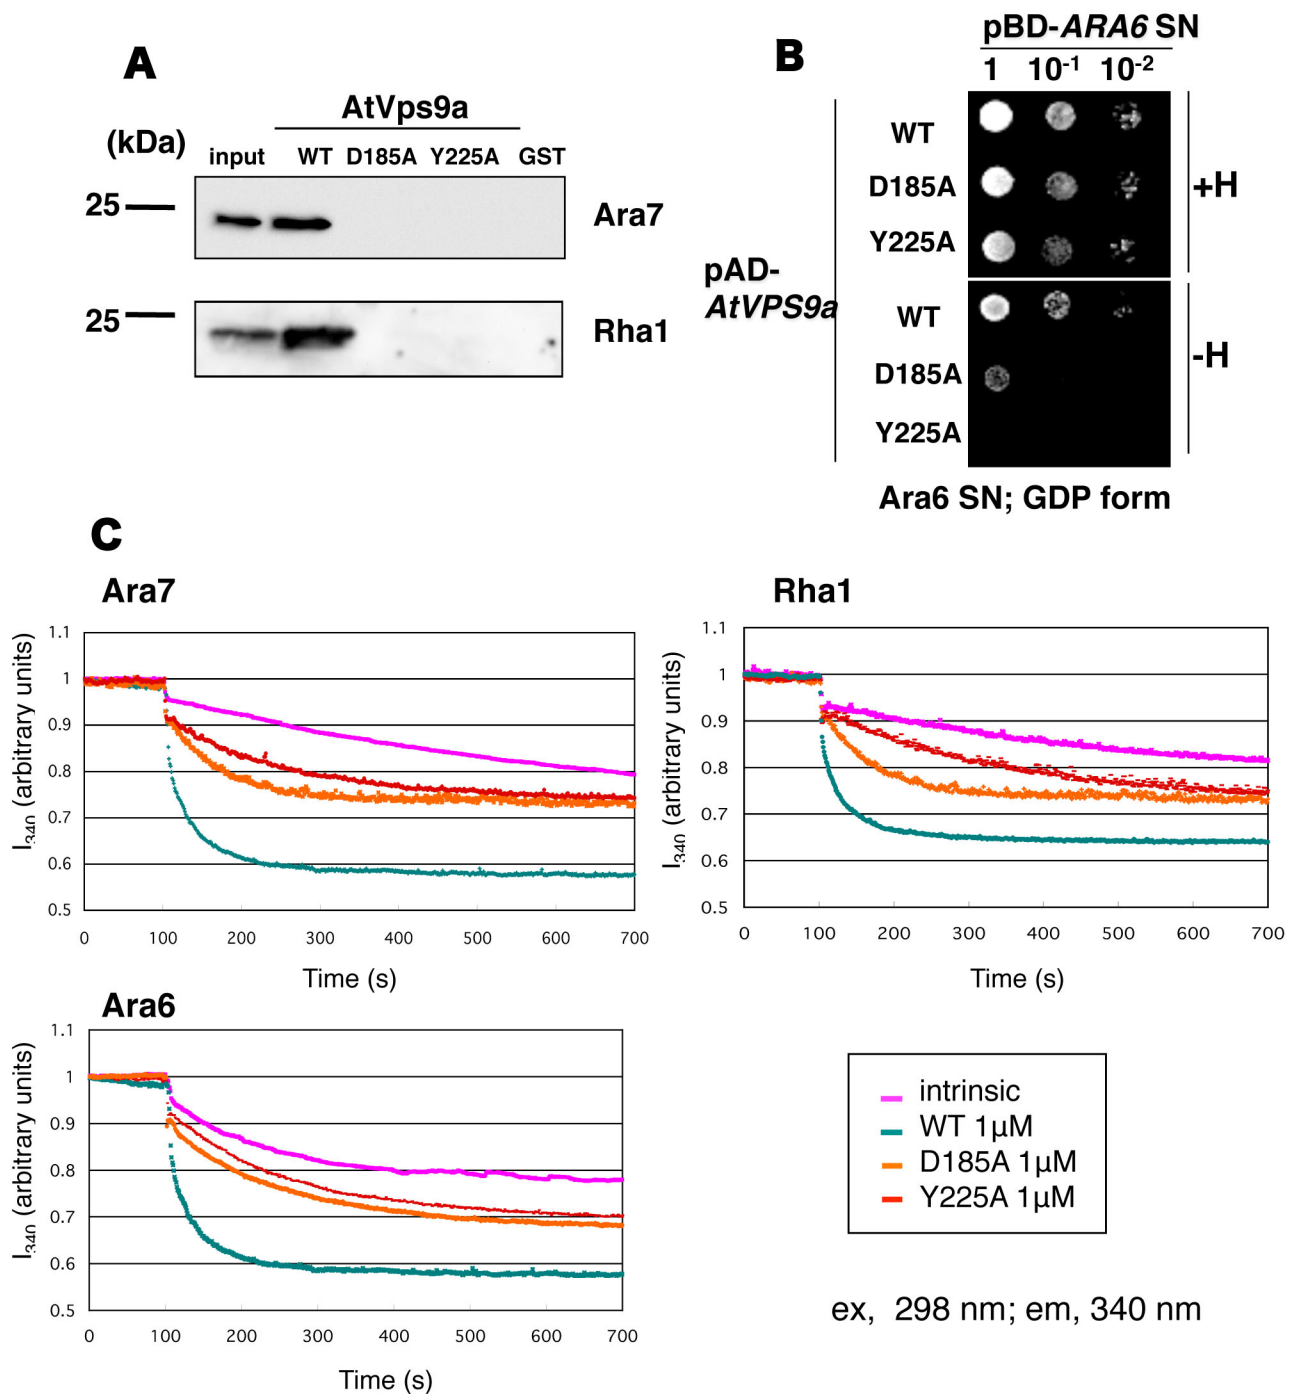 A
AtVps9a
(kDa)
input WT D185A Y225A GST
25
Ara7
25
Rha1
B
pBD-ARA6 SN
1 10-1 10-2
WT
D185A
Y225A
+H
pAD-
AtVPS9a
WT
D185A
Y225A
-H
Ara6 SN; GDP form
C
Ara7
I340 (arbitrary units)
1.1
1
0.9
0.8
0.7
0.6
0.5
0 100 200 300 400 500 600 700
Time (s)
Rha1
I340 (arbitrary units)
1.1
1
0.9
0.8
0.7
0.6
0.5
0 100 200 300 400 500 600 700
Time (s)
Ara6
I340 (arbitrary units)
1.1
1
0.9
0.8
0.7
0.6
0.5
0 100 200 300 400 500 600 700
Time (s)
intrinsic
WT 1µM
D185A 1µM
Y225A 1µM
ex, 298 nm; em, 340 nm